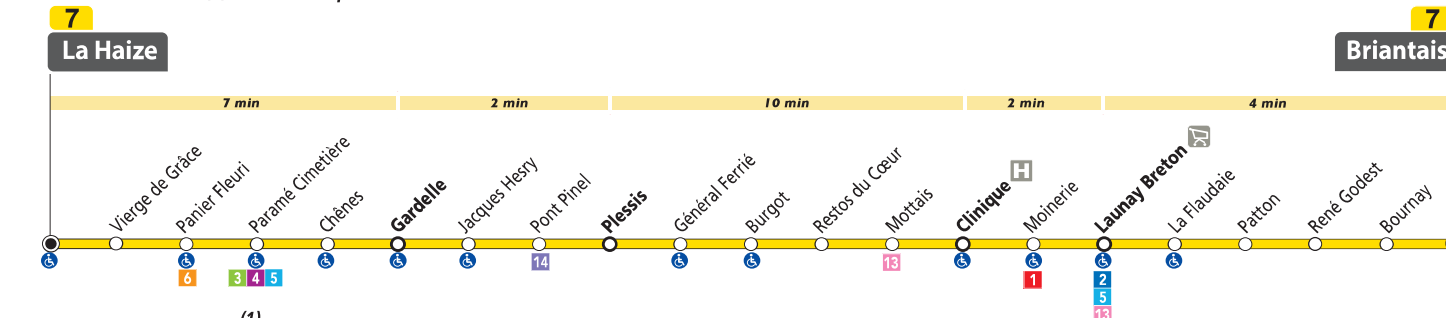 7
7
La Haize
Briantais
7 min
2 min
10 min
2 min
4 min
Vierge de Grâce
Panier Fleuri
Paramé Cimetière
Chênes
Gardelle
Jacques Hesry
Pont Pinel
Plessis
Général Ferrié
Burgot
Restos du Cœur
Mottais
Clinique
H
Moinerie
Launay Breton
La Flaudaie
Patton
René Godest
Bournay
6
3 4 5
14
13
1
2
5
13
(1)